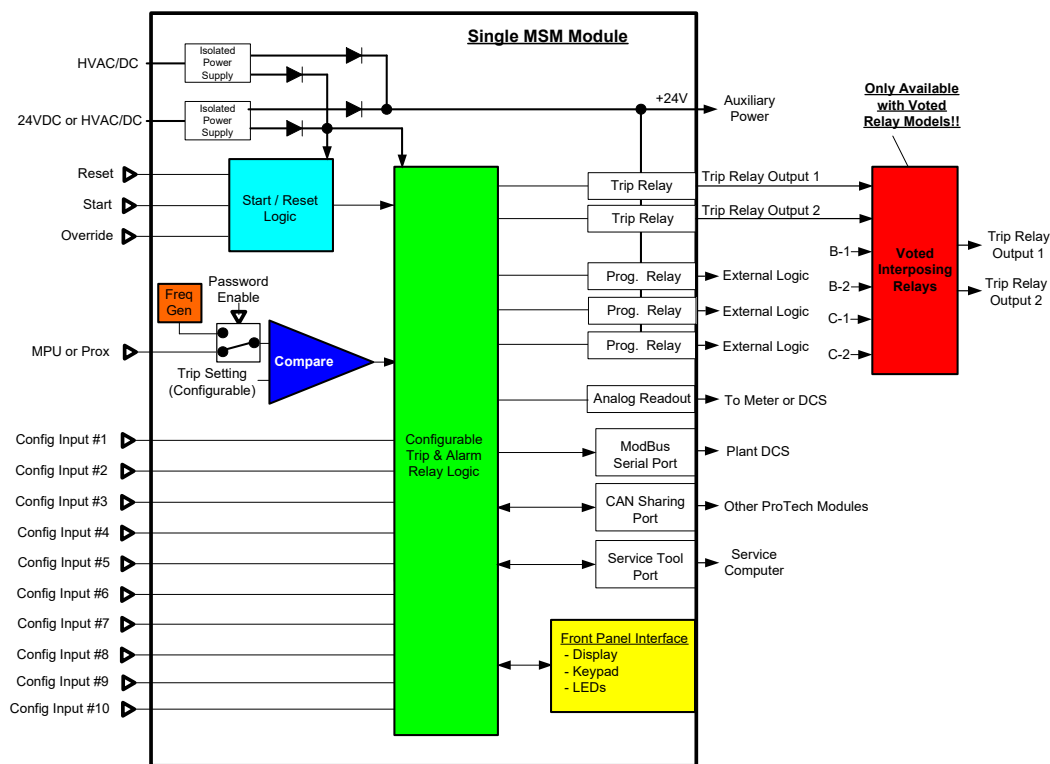 Single MSM Module
HVAC/DC
Isolated
Power
Supply
24VDC or HVAC/DC
Isolated
Power
Supply
+24V
Auxiliary
Power
Only Available
with Voted
Relay Models!!
Reset
Start
Override
Start / Reset
Logic
Trip Relay
Trip Relay Output 1
Trip Relay
Trip Relay Output 2
B-1
B-2
C-1
C-2
Voted
Interposing
Relays
Trip Relay
Output 1
Trip Relay
Output 2
Prog. Relay
External Logic
Prog. Relay
External Logic
Prog. Relay
External Logic
Freq
Gen
Password
Enable
MPU or Prox
Trip Setting
(Configurable)
Compare
Analog Readout
To Meter or DCS
Configurable
Trip & Alarm
Relay Logic
ModBus
Serial Port
Plant DCS
CAN Sharing
Port
Other ProTech Modules
Service Tool
Port
Service
Computer
Config Input #1
Config Input #2
Config Input #3
Config Input #4
Config Input #5
Config Input #6
Config Input #7
Config Input #8
Config Input #9
Config Input #10
Front Panel Interface
- Display
- Keypad
- LEDs